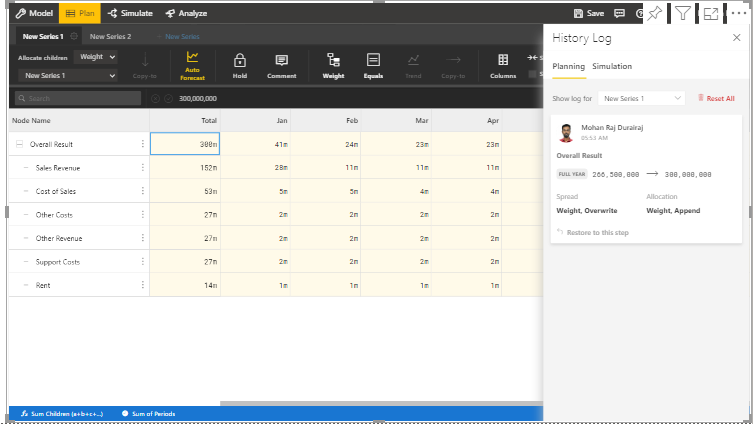 Model Plan Simulate Analyze Save
New Series 1 New Series 2 > New Series
History Log
Allocate children Weight
New Series 1
Copy-to
Auto Forecast
Hold
Comment
Weight
Equals
Trend
Copy-to
Columns
Planning Simulation
Search 300,000,000
Show log for New Series 1 Reset All
Node Name Total Jan Feb Mar Apr
Overall Result 300m 41m 24m 23m 23m
Sales Revenue 152m 28m 11m 11m 11m
Cost of Sales 53m 5m 5m 4m 4m
Other Costs 27m 2m 2m 2m 2m
Other Revenue 27m 2m 2m 2m 2m
Support Costs 27m 2m 2m 2m 2m
Rent 14m 1m 1m 1m 1m
Mohan Raj Durairaj
05:53 AM
Overall Result
FULL YEAR 266,500,000 → 300,000,000
Spread Allocation
Weight, Overwrite Weight, Append
Restore to this step
fx Sum Children (a+b+c+...) Sum of Periods